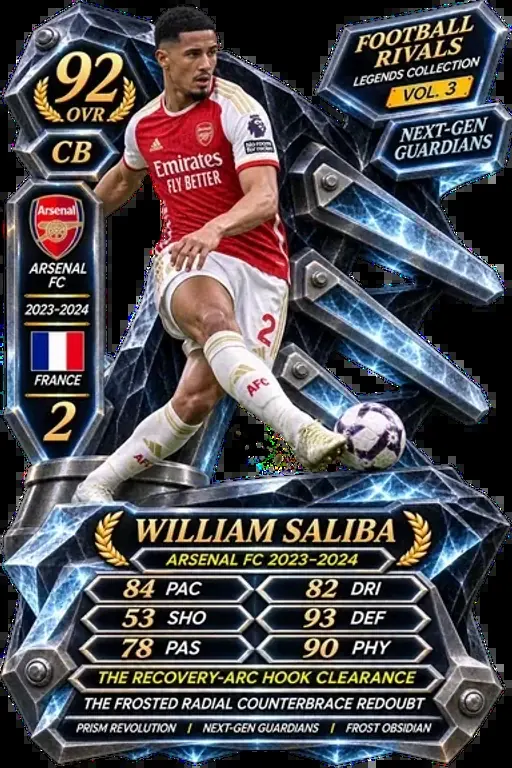 92
OVR
CB
Arsenal
ARSENAL
FC
2023-2024
FRANCE
2
FOOTBALL
RIVALS
LEGENDS COLLECTION
VOL. 3
NEXT-GEN
GUARDIANS
Emirates
FLY BETTER
2
AFC
AFC
WILLIAM SALIBA
ARSENAL FC 2023–2024
84 PAC
82 DRI
53 SHO
93 DEF
78 PAS
90 PHY
THE RECOVERY-ARC HOOK CLEARANCE
THE FROSTED RADIAL COUNTERBRACE REDOUBT
PRISM REVOLUTION | NEXT-GEN GUARDIANS | FROST OBSIDIAN